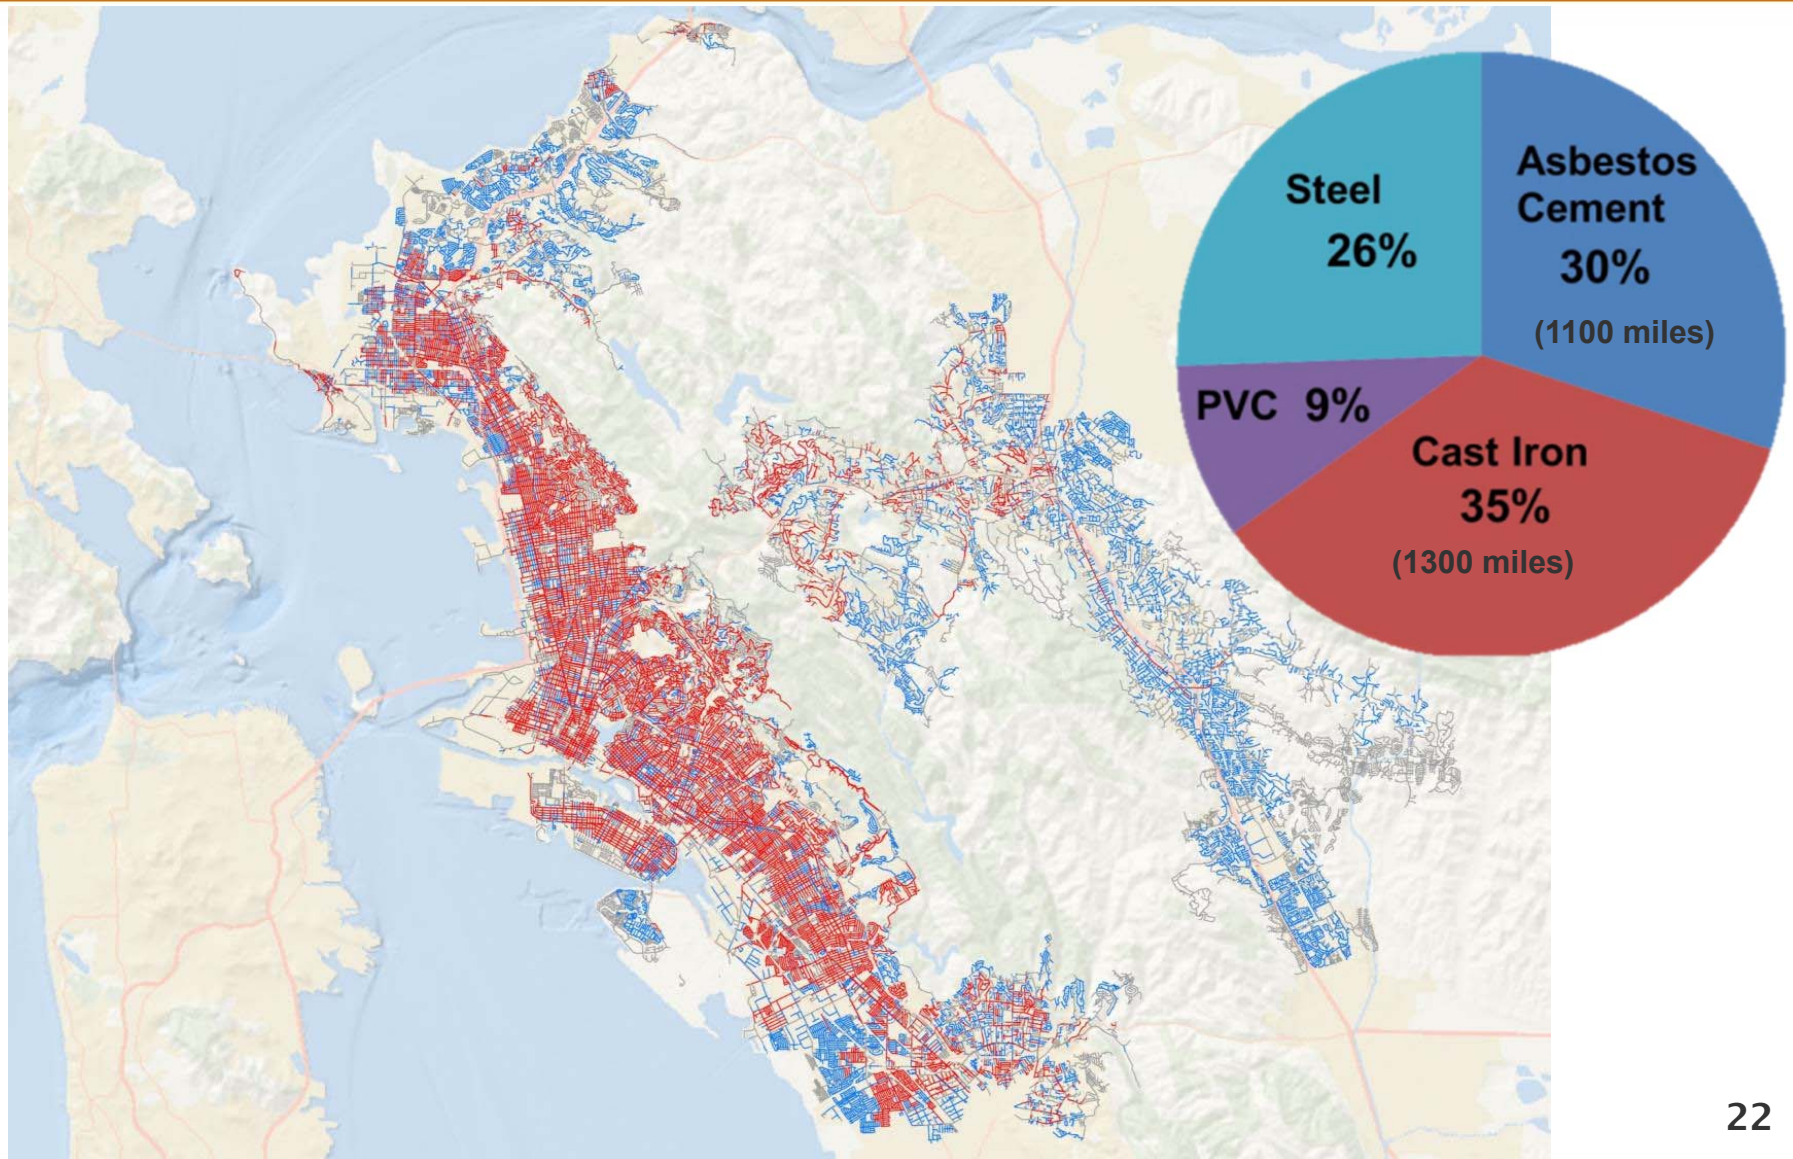 Steel
26%
Asbestos
Cement
30%
(1100 miles)
PVC 9%
Cast Iron
35%
(1300 miles)
22